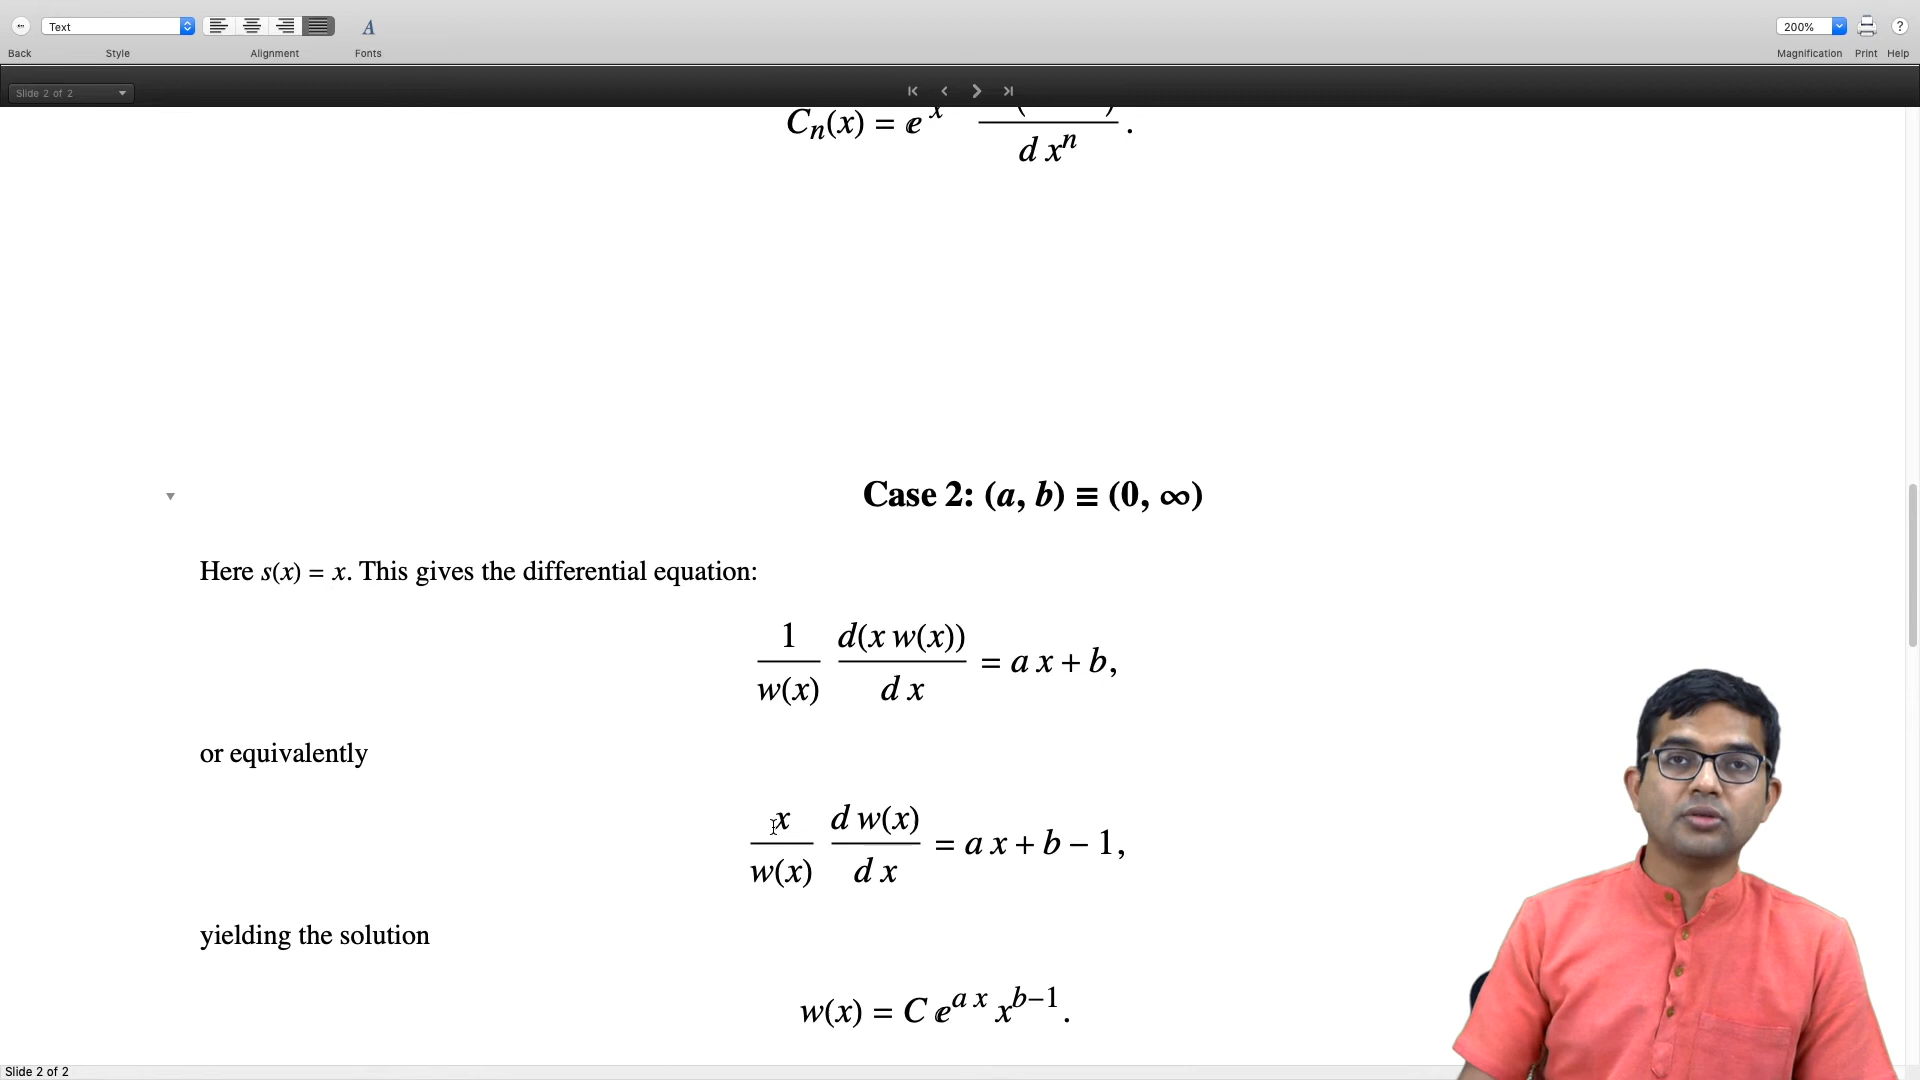 Text
200%
Back
Style
Alignment
Fonts
Magnification
Print
Help
Slide 2 of 2
Cₙ(x) = ⅇ^x / d xⁿ .
Case 2: (a, b) ≡ (0, ∞)
Here s(x) = x. This gives the differential equation:
1/w(x) d(x w(x))/d x = a x + b,
or equivalently
x/w(x) d w(x)/d x = a x + b − 1,
yielding the solution
w(x) = C ⅇ^(a x) x^(b−1).
Slide 2 of 2